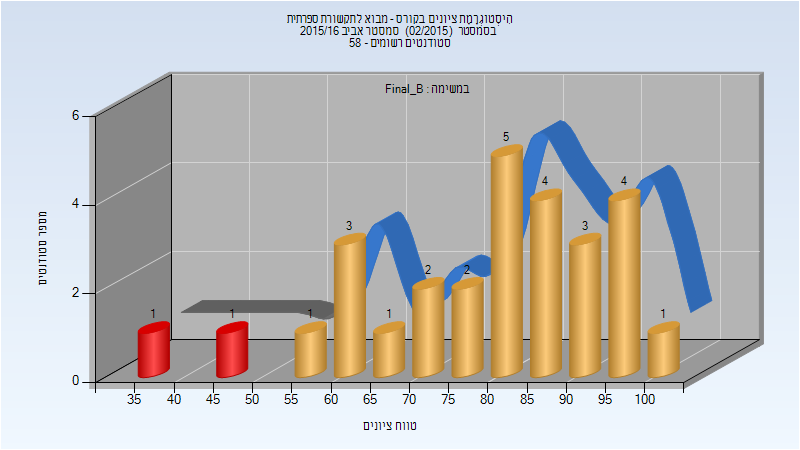 היסטוגרמת ציונים בקורס - מבוא לתקשורת ספרתית
בסמסטר (02/2015) סמסטר אביב 2015/16
סטודנטים רשומים - 58
במשימה : Final_B
מספר סטודנטים
6
4
2
0
1
1
1
3
1
2
2
5
4
3
4
1
35 40 45 50 55 60 65 70 75 80 85 90 95 100
טווח ציונים